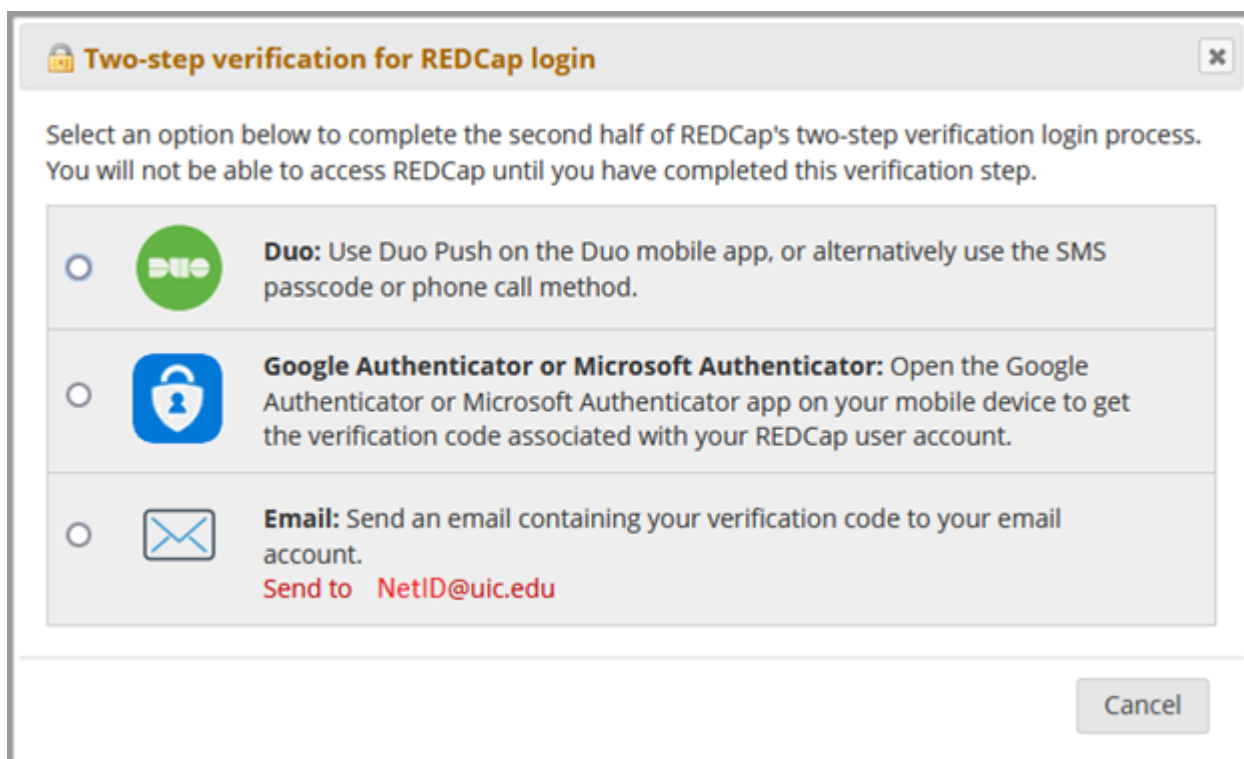 Two-step verification for REDCap login
Select an option below to complete the second half of REDCap's two-step verification login process.
You will not be able to access REDCap until you have completed this verification step.
DUO
Duo: Use Duo Push on the Duo mobile app, or alternatively use the SMS
passcode or phone call method.
Google Authenticator or Microsoft Authenticator: Open the Google
Authenticator or Microsoft Authenticator app on your mobile device to get
the verification code associated with your REDCap user account.
Email: Send an email containing your verification code to your email
account.
Send to NetID@uic.edu
Cancel